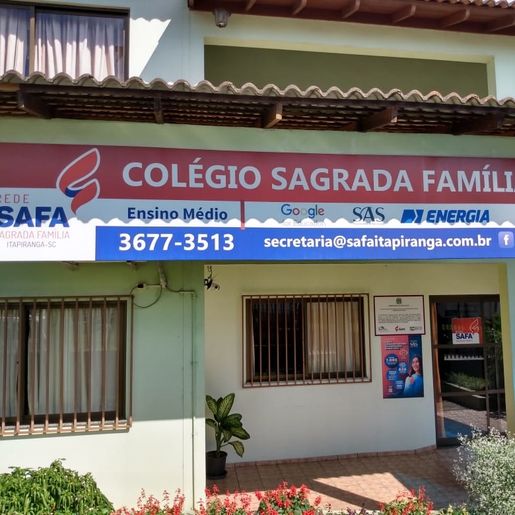 COLÉGIO SAGRADA FAMÍLIA
REDE
SAFA
SAGRADA FAMÍLIA
ITAPIRANGA-SC
Ensino Médio
Google
SAS
ENERGIA
3677-3513
secretaria@safaitapiranga.com.br
f
SAFA